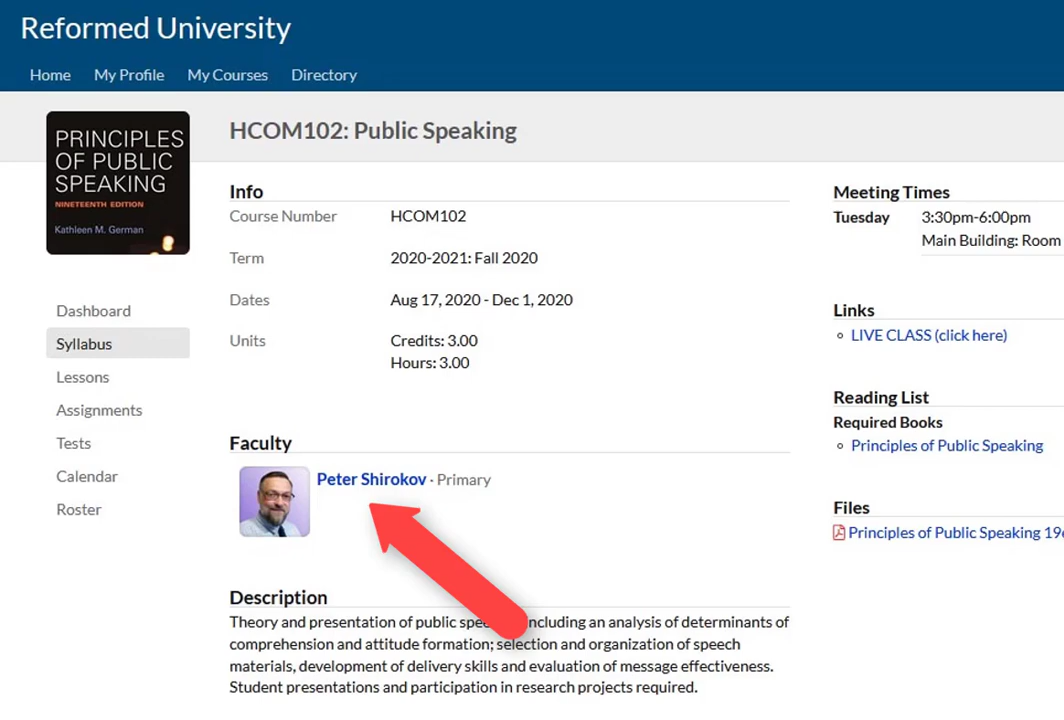 Reformed University
Home My Profile My Courses Directory
PRINCIPLES
OF PUBLIC
SPEAKING
NINETEENTH EDITION
Kathleen M. German
HCOM102: Public Speaking
Dashboard
Syllabus
Lessons
Assignments
Tests
Calendar
Roster
Info
Course Number HCOM102
Term 2020-2021: Fall 2020
Dates Aug 17, 2020 - Dec 1, 2020
Units Credits: 3.00
Hours: 3.00
Faculty
Peter Shirokov · Primary
Description
Theory and presentation of public including an analysis of determinants of
comprehension and attitude formation; selection and organization of speech
materials, development of delivery skills and evaluation of message effectiveness.
Student presentations and participation in research projects required.
Meeting Times
Tuesday 3:30pm-6:00pm
Main Building: Room
Links
LIVE CLASS (click here)
Reading List
Required Books
Principles of Public Speaking
Files
Principles of Public Speaking